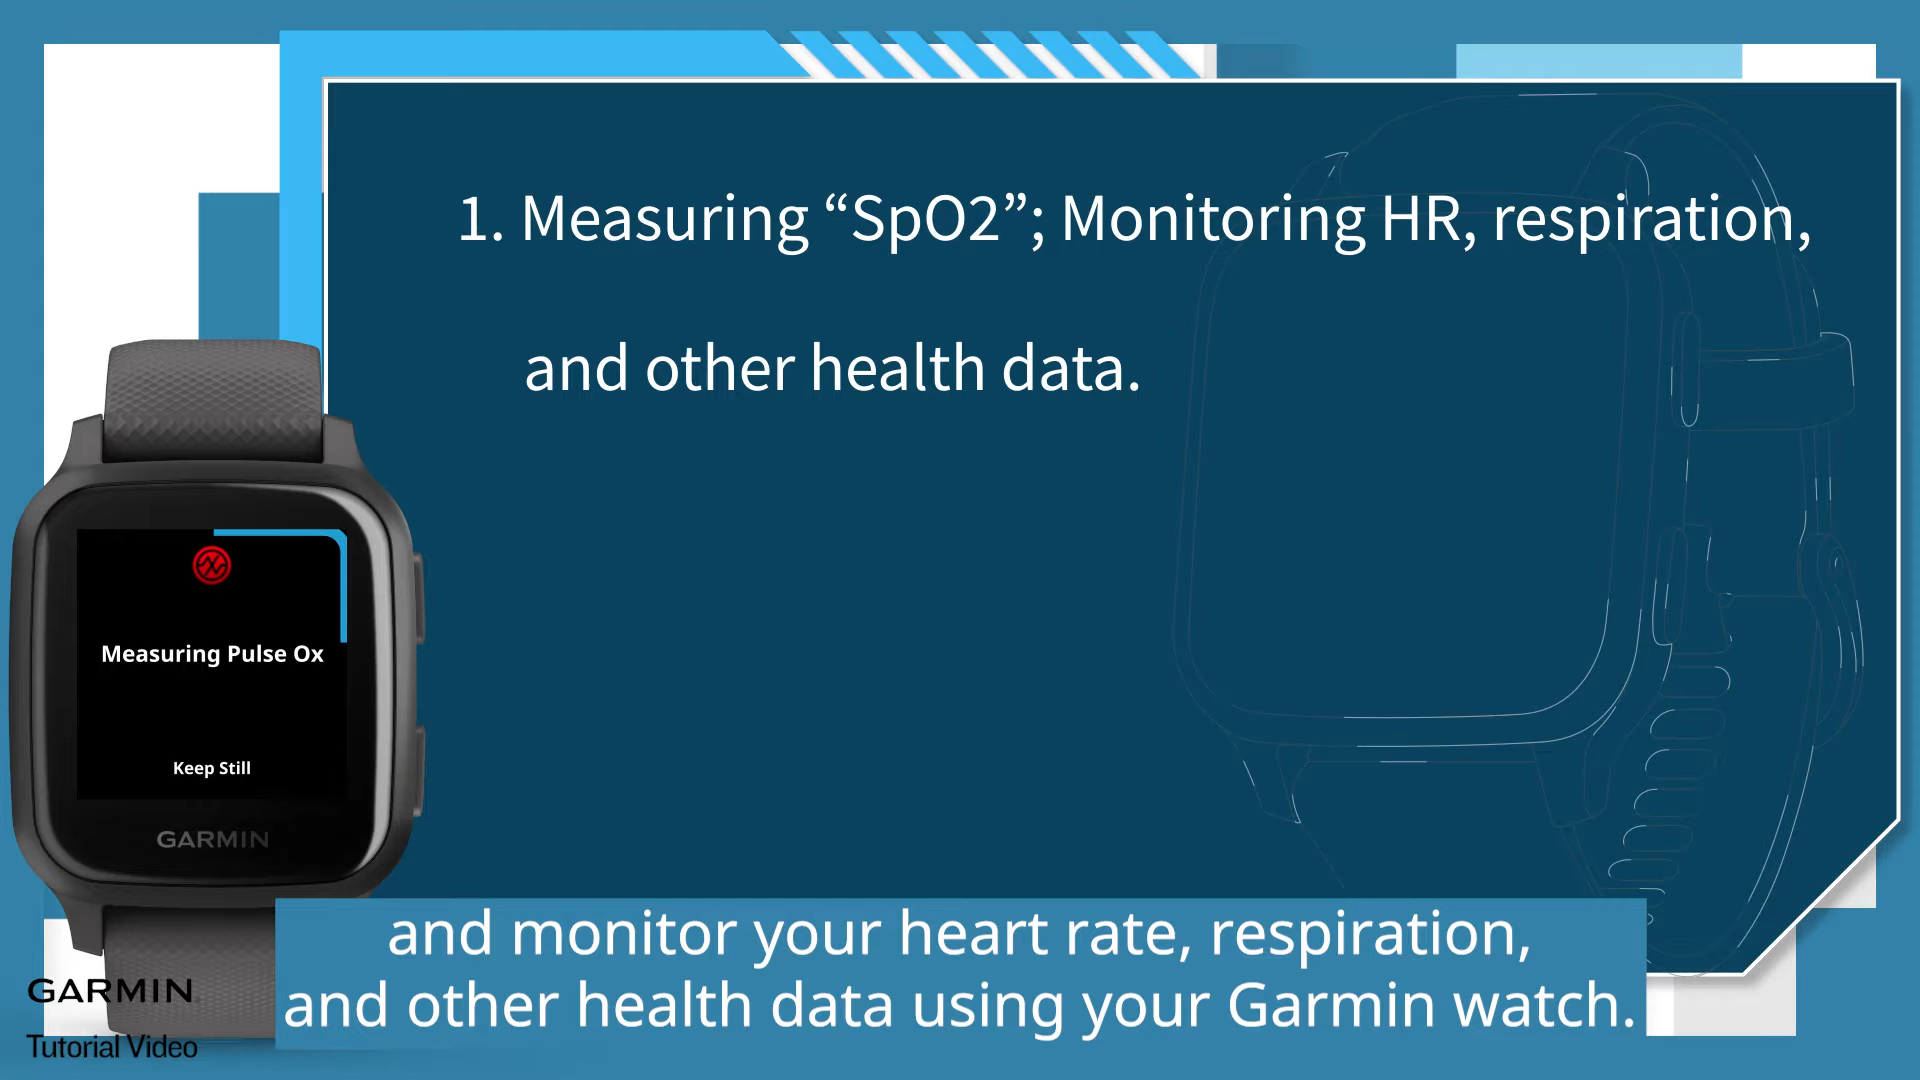 1. Measuring “SpO2”; Monitoring HR, respiration,
and other health data.
Measuring Pulse Ox
Keep Still
GARMIN
and monitor your heart rate, respiration,
and other health data using your Garmin watch.
GARMIN
Tutorial Video